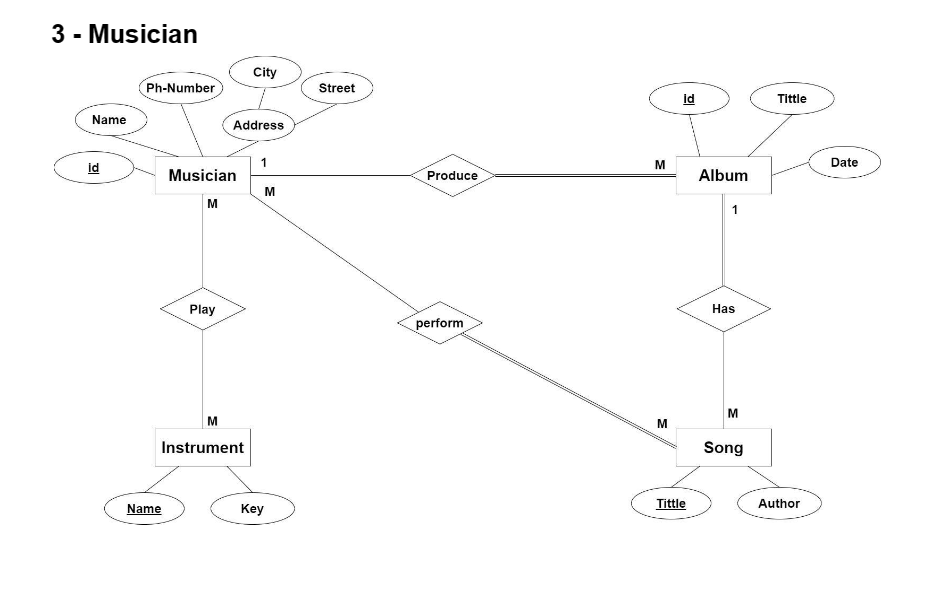 3 - Musician
City
Ph-Number
Street
Name
Address
id
id
Tittle
Date
Musician
1
Produce
M
Album
M
M
1
Play
perform
Has
M
M
M
Instrument
Song
Name
Key
Tittle
Author